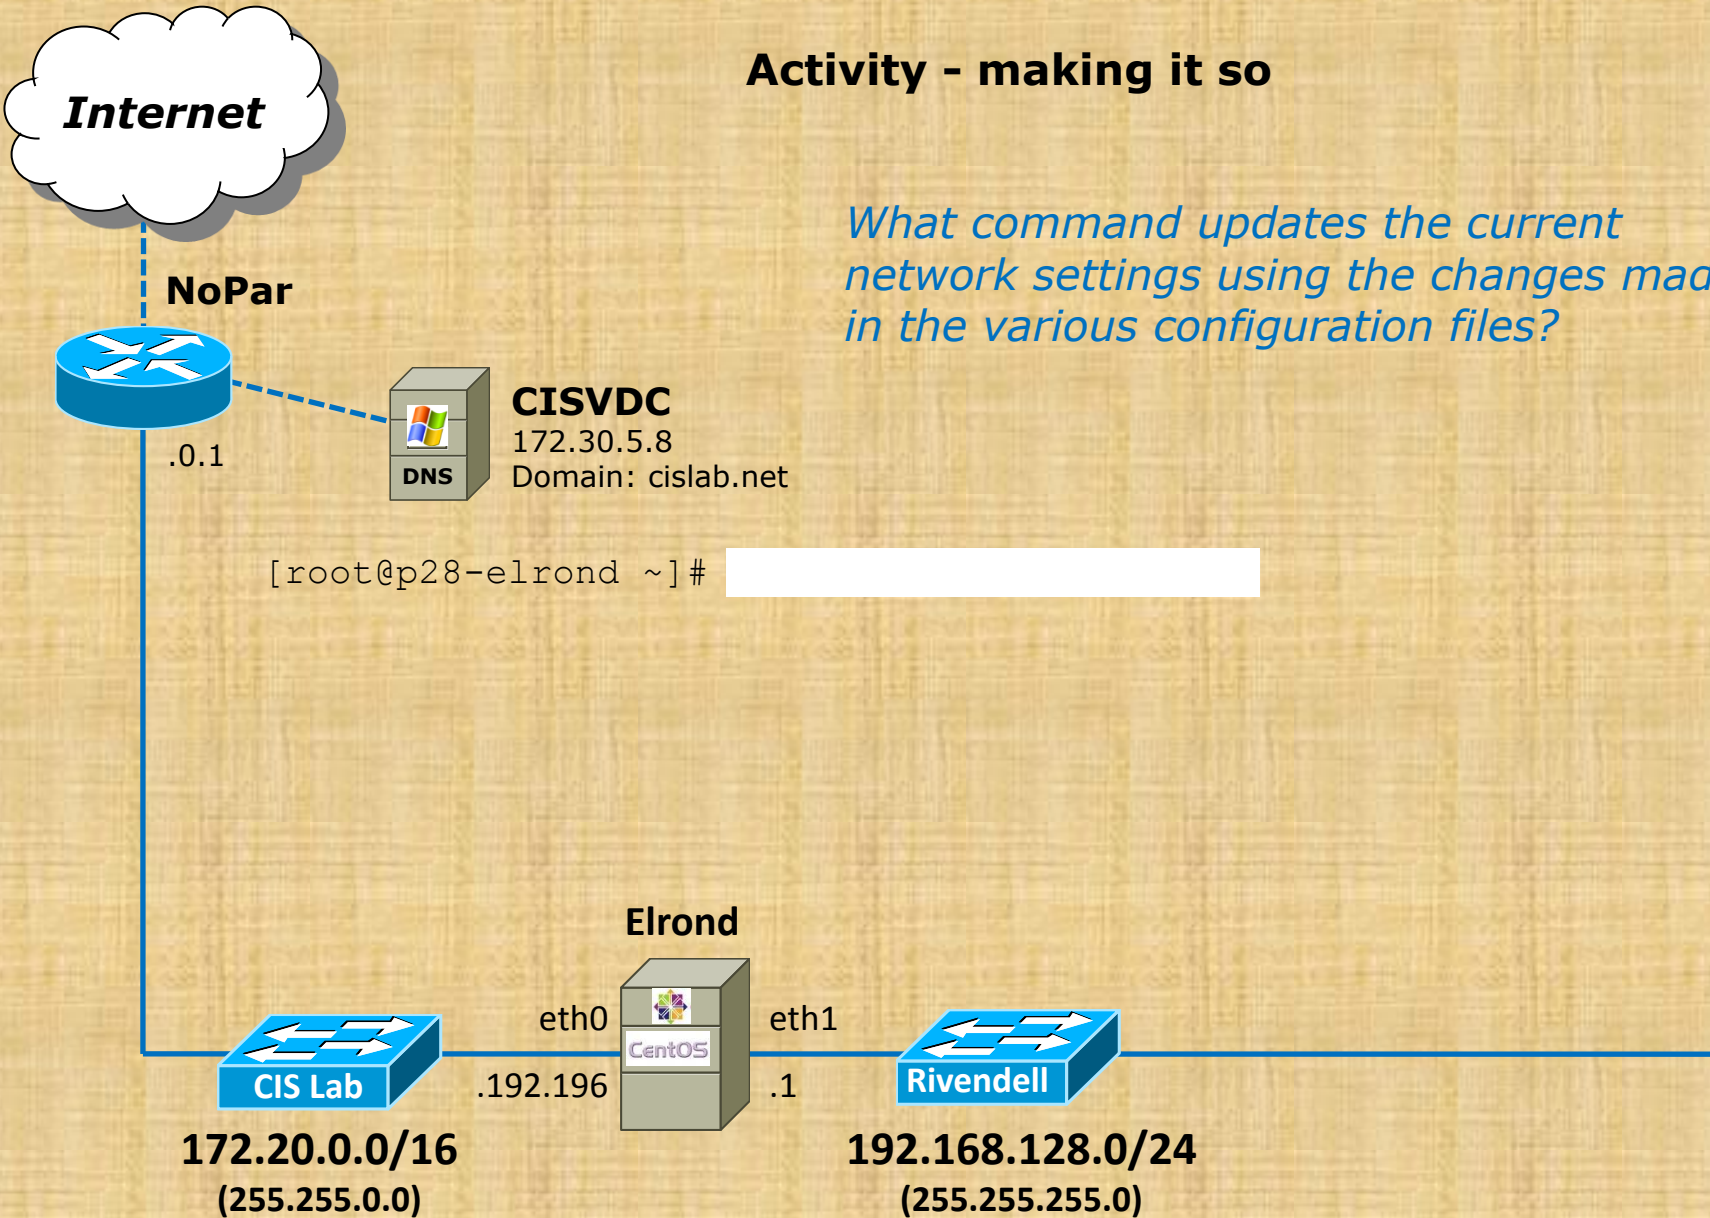 Activity - making it so
Internet
What command updates the current
network settings using the changes mad
in the various configuration files?
NoPar
.0.1
DNS
CISVDC
172.30.5.8
Domain: cislab.net
[root@p28-elrond ~]#
Elrond
eth0
eth1
CentOS
CIS Lab
.192.196
.1
Rivendell
172.20.0.0/16
(255.255.0.0)
192.168.128.0/24
(255.255.255.0)